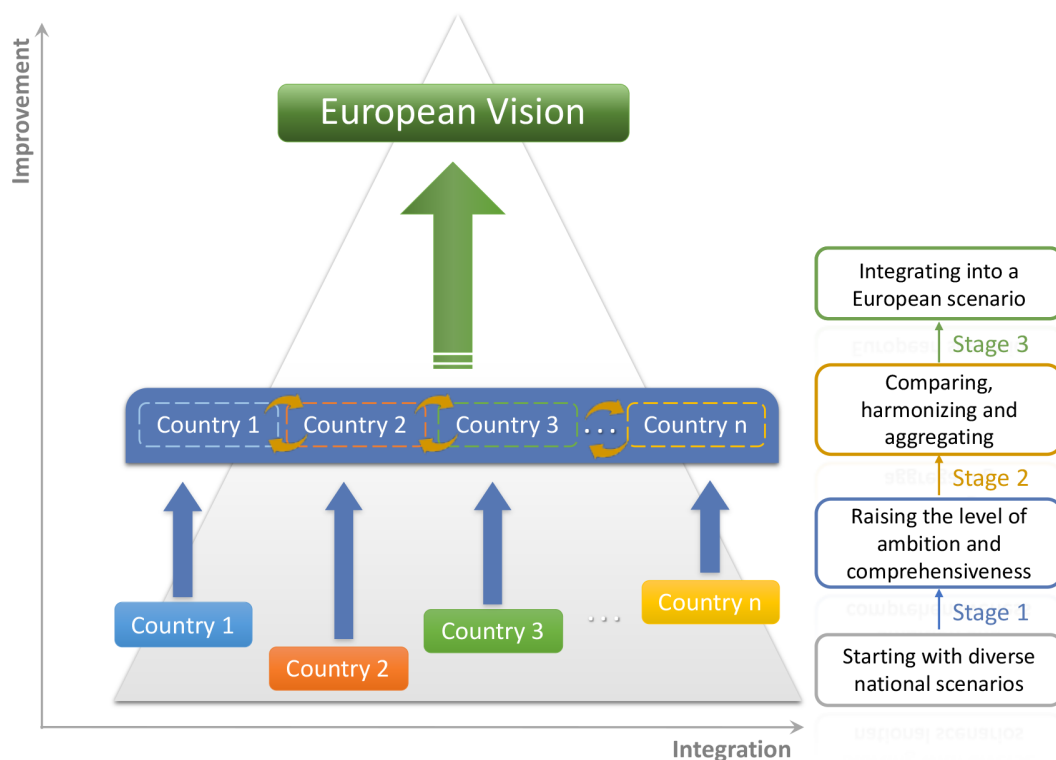 Improvement
European Vision
Country 1
Country 2
Country 3
...
Country n
Country 1
Country 2
Country 3
...
Country n
Integration
Integrating into a
European scenario
Stage 3
Comparing,
harmonizing and
aggregating
Stage 2
Raising the level of
ambition and
comprehensiveness
Stage 1
Starting with diverse
national scenarios